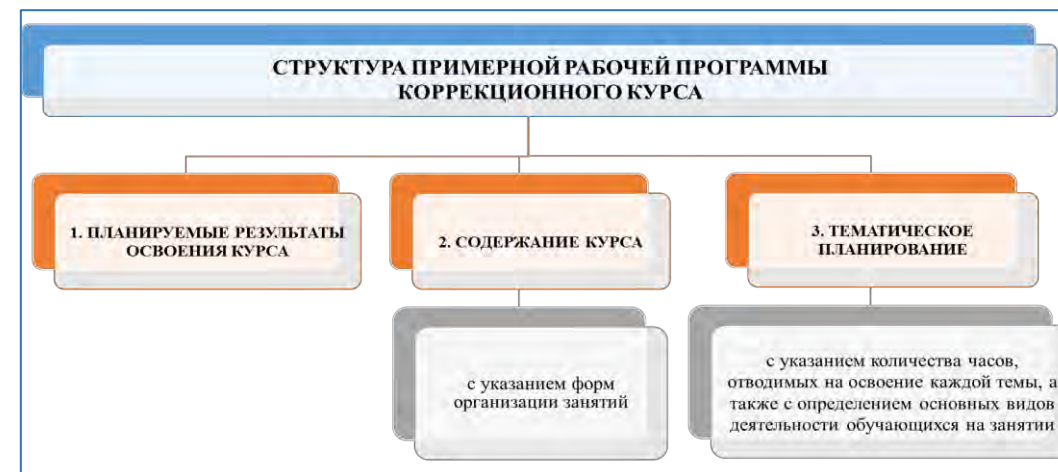 СТРУКТУРА ПРИМЕРНОЙ РАБОЧЕЙ ПРОГРАММЫ
КОРРЕКЦИОННОГО КУРСА
1. ПЛАНИРУЕМЫЕ РЕЗУЛЬТАТЫ
ОСВОЕНИЯ КУРСА
2. СОДЕРЖАНИЕ КУРСА
3. ТЕМАТИЧЕСКОЕ
ПЛАНИРОВАНИЕ
с указанием форм
организации занятий
с указанием количества часов,
отводимых на освоение каждой темы, а
также с определением основных видов
деятельности обучающихся на занятии